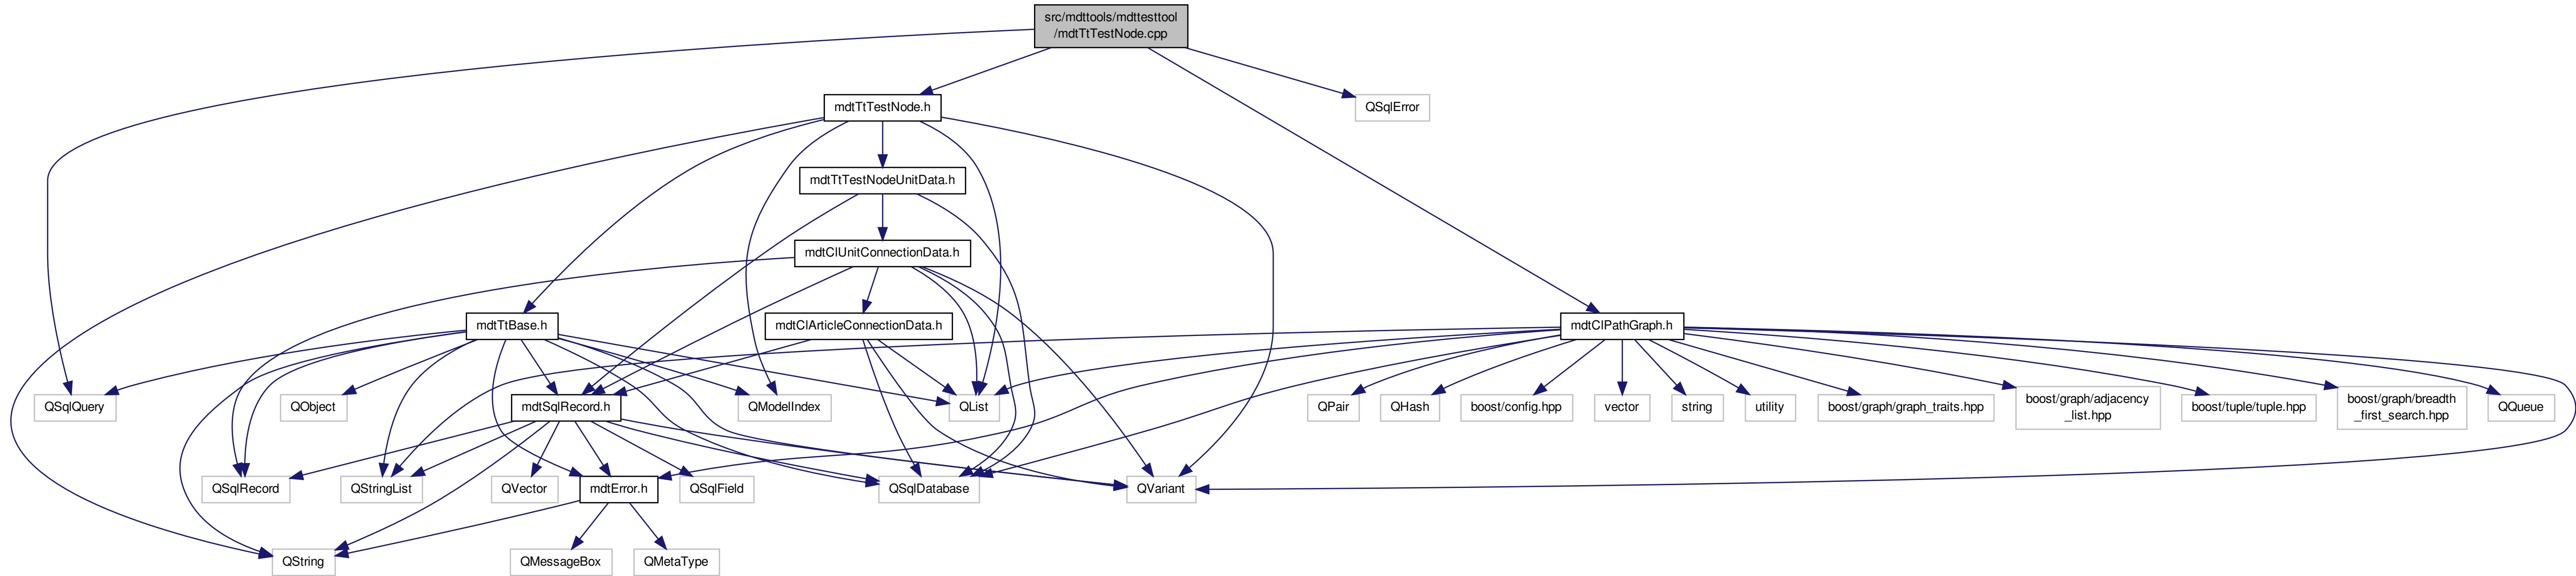 src/mdttools/mdttesttool
/mdtTtTestNode.cpp
mdtTtTestNode.h
QSqlError
mdtTtTestNodeUnitData.h
mdtClUnitConnectionData.h
mdtTtBase.h
mdtClArticleConnectionData.h
mdtClPathGraph.h
QSqlQuery
QObject
mdtSqlRecord.h
QModelIndex
QList
QPair
QHash
boost/config.hpp
vector
string
utility
boost/graph/graph_traits.hpp
boost/graph/adjacency
_list.hpp
boost/tuple/tuple.hpp
boost/graph/breadth
_first_search.hpp
QQueue
QSqlRecord
QStringList
QVector
mdtError.h
QSqlField
QSqlDatabase
QVariant
QString
QMessageBox
QMetaType